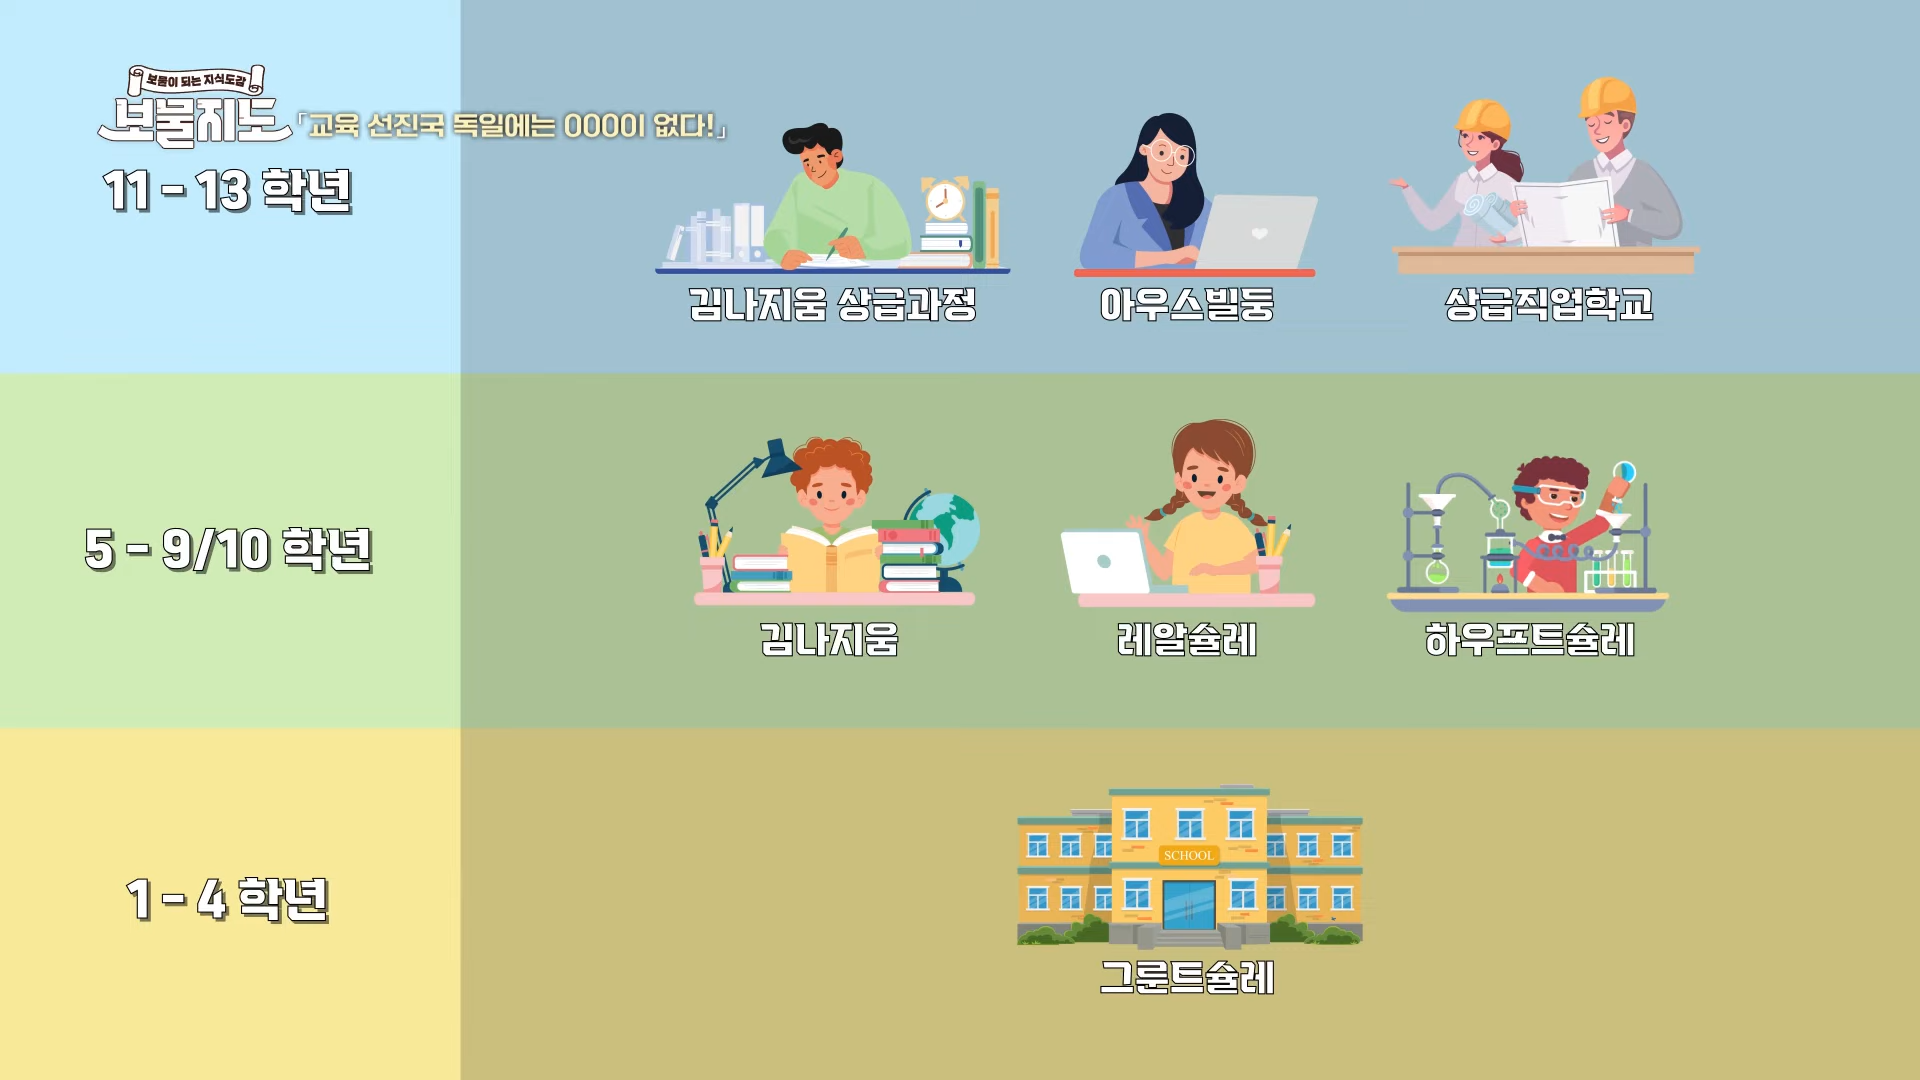 보물이 되는 지식도감
보물지도
「교육 선진국 독일에는 OOOO이 없다!」
11 - 13 학년
김나지움 상급과정
아우스빌둥
상급직업학교
5 - 9/10 학년
김나지움
레알슐레
하우프트슐레
1 - 4 학년
SCHOOL
그룬트슐레